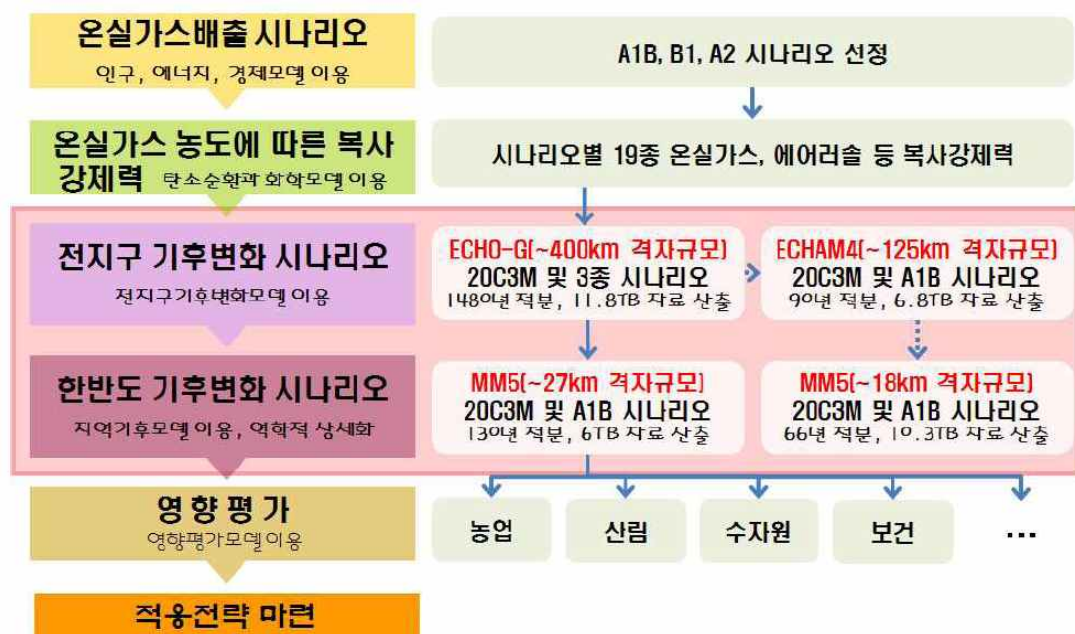 온실가스배출 시나리오
인구, 에너지, 경제모델 이용
A1B, B1, A2 시나리오 선정
온실가스 농도에 따른 복사
강제력 탄소순환과 화학모델 이용
시나리오별 19종 온실가스, 에어러솔 등 복사강제력
전지구 기후변화 시나리오
전지구기후변화모델 이용
ECHO-G(~400km 격자규모)
20C3M 및 3종 시나리오
1480년 적분, 11.8TB 자료 산출
ECHAM4(~125km 격자규모)
20C3M 및 A1B 시나리오
90년 적분, 6.8TB 자료 산출
한반도 기후변화 시나리오
지역기후모델 이용, 역학적 상세화
MM5(~27km 격자규모)
20C3M 및 A1B 시나리오
130년 적분, 6TB 자료 산출
MM5(~18km 격자규모)
20C3M 및 A1B 시나리오
66년 적분, 10.3TB 자료 산출
영향평가
영향평가모델이용
농업
산림
수자원
보건
...
적응전략 마련